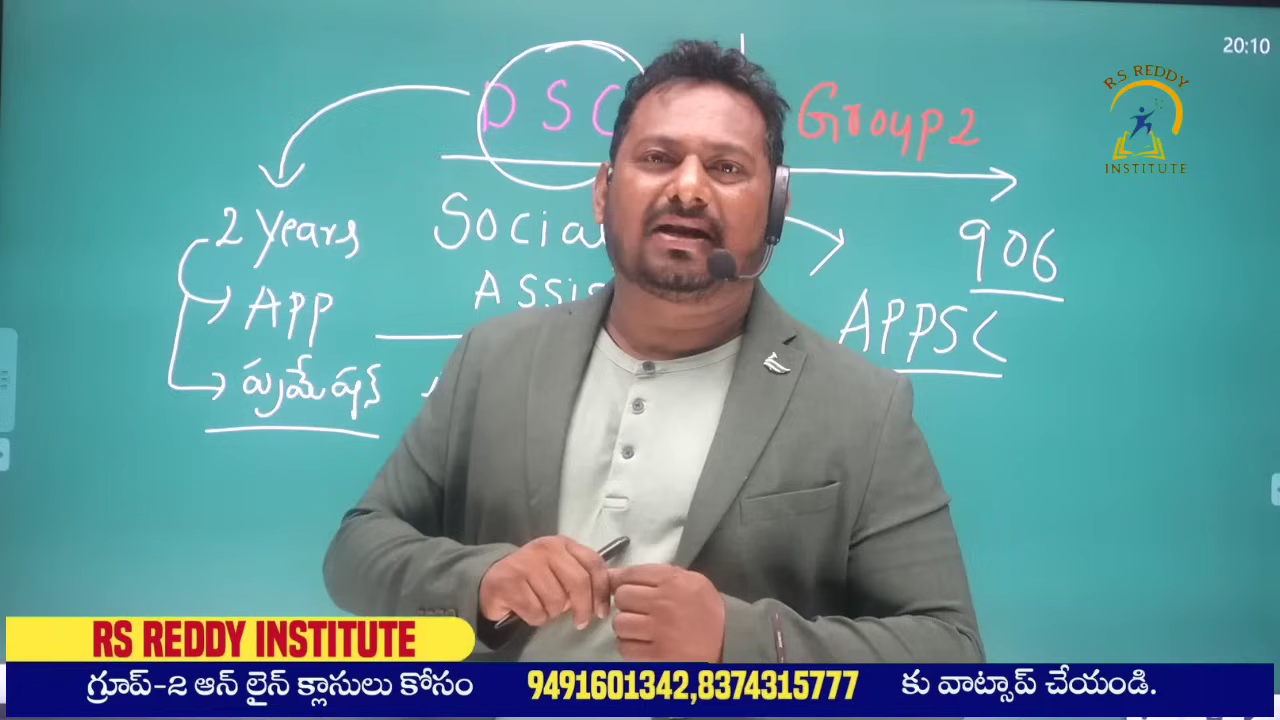 20:10
RS REDDY
INSTITUTE
DSC Group2
2 Years Social 906
App Assis APPSC
ప్రమేషన్
RS REDDY INSTITUTE
గ్రూప్-2 ఆన్ లైన్ క్లాసులు కోసం 9491601342,8374315777 కు వాట్సాప్ చేయండి.